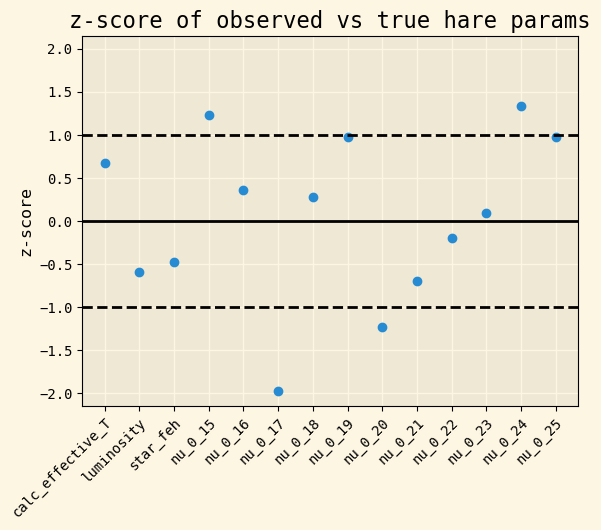 z-score of observed vs true hare params
z-score
2.0
1.5
1.0
0.5
0.0
−0.5
−1.0
−1.5
−2.0
calc_effective_T
luminosity
star_feh
nu_0_15
nu_0_16
nu_0_17
nu_0_18
nu_0_19
nu_0_20
nu_0_21
nu_0_22
nu_0_23
nu_0_24
nu_0_25